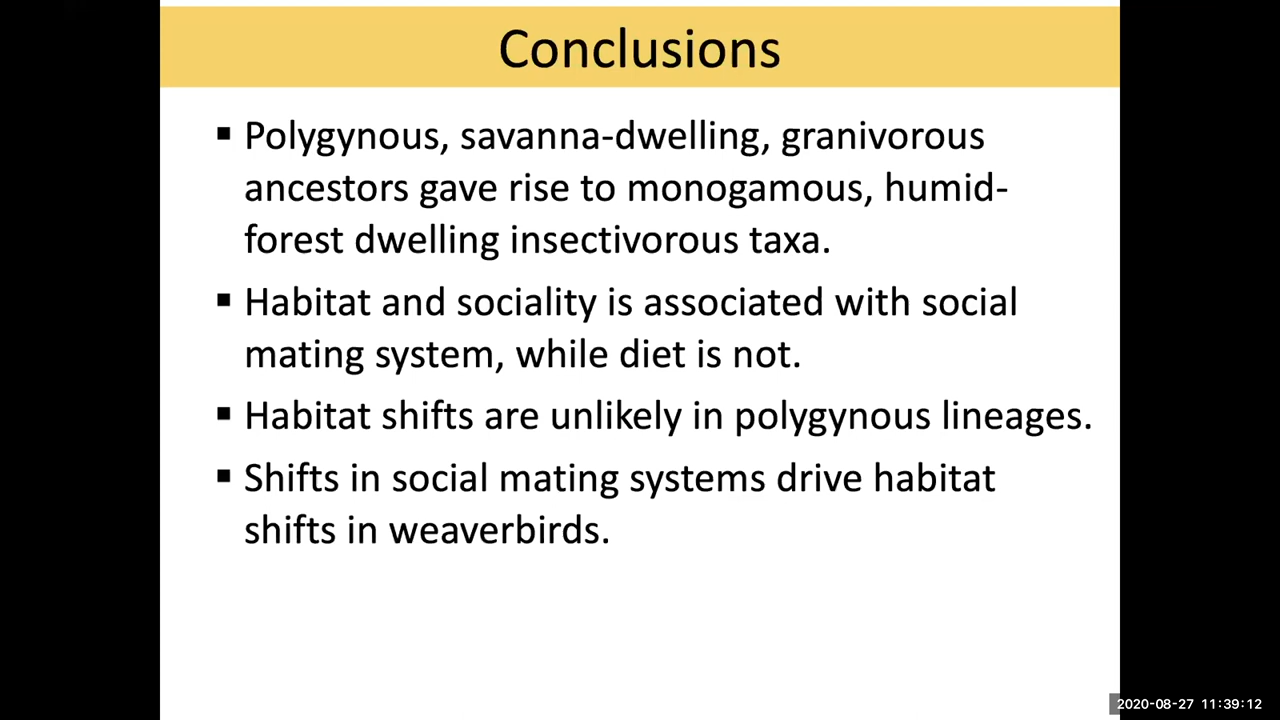 Conclusions
▪ Polygynous, savanna-dwelling, granivorous
ancestors gave rise to monogamous, humid-
forest dwelling insectivorous taxa.
▪ Habitat and sociality is associated with social
mating system, while diet is not.
▪ Habitat shifts are unlikely in polygynous lineages.
▪ Shifts in social mating systems drive habitat
shifts in weaverbirds.
2020-08-27 11:39:12